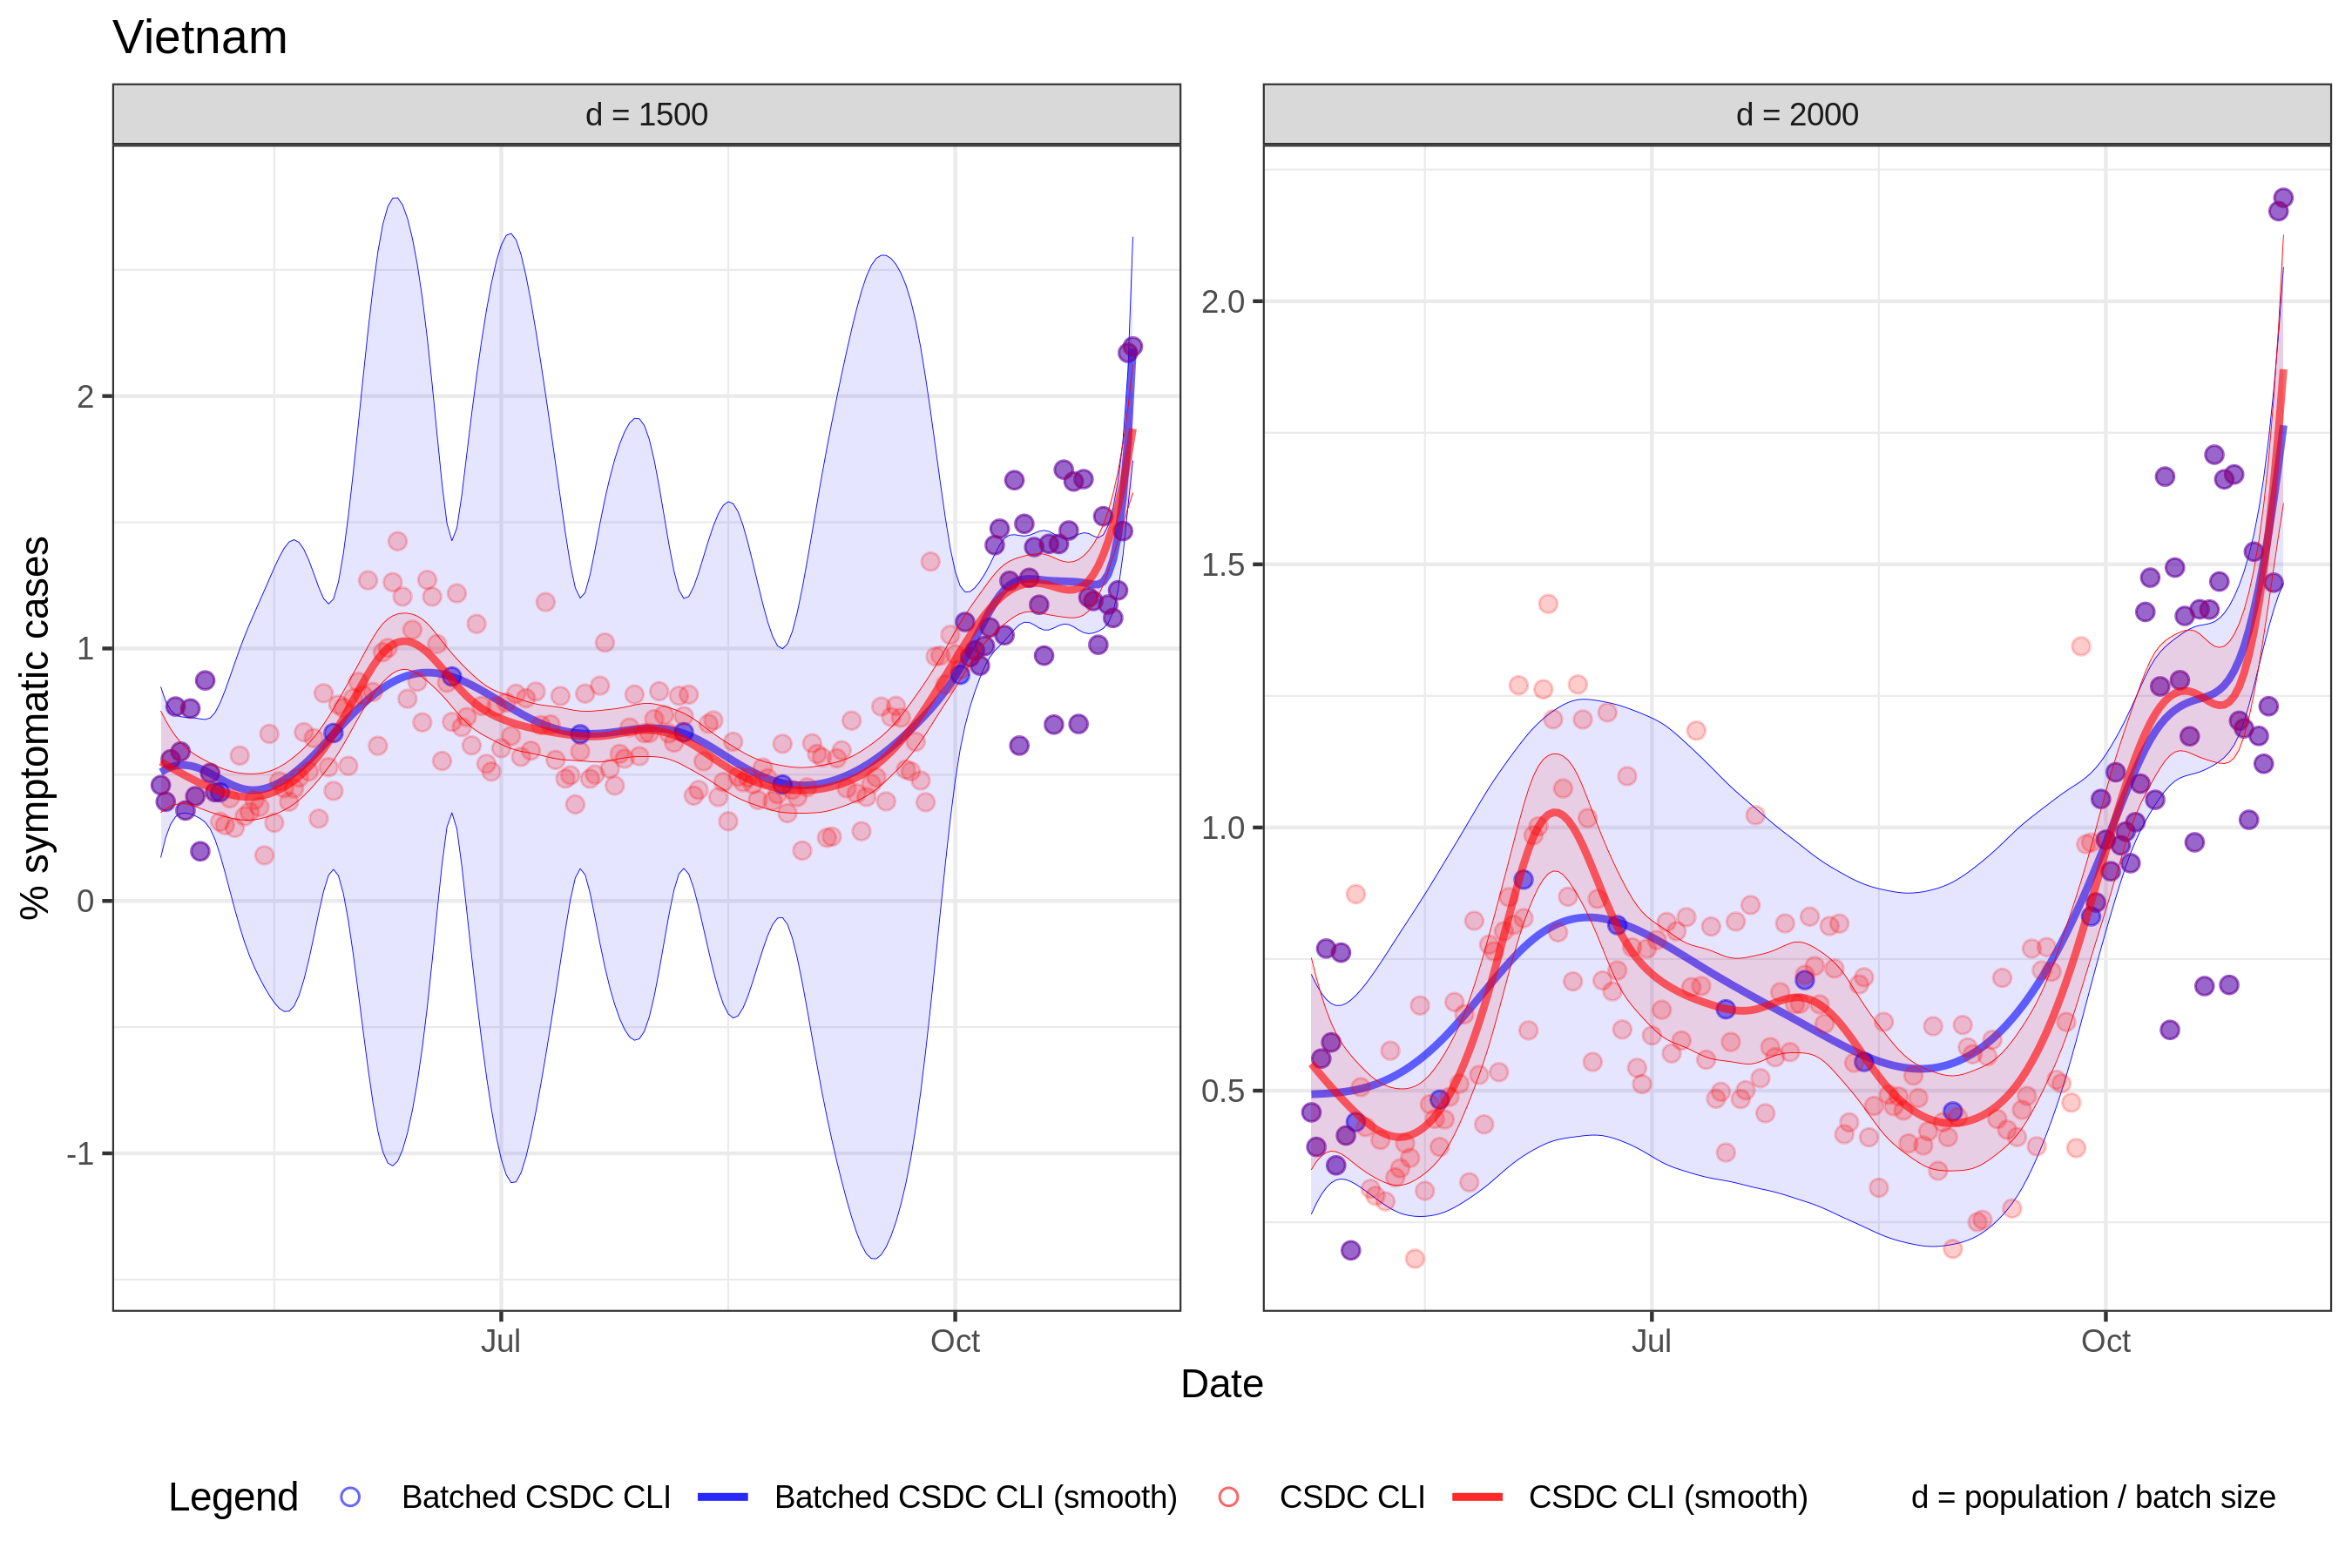 Vietnam
d = 1500
d = 2000
% symptomatic cases
2
1
0
-1
2.0
1.5
1.0
0.5
Jul
Oct
Jul
Oct
Date
Legend Batched CSDC CLI Batched CSDC CLI (smooth) CSDC CLI CSDC CLI (smooth) d = population / batch size